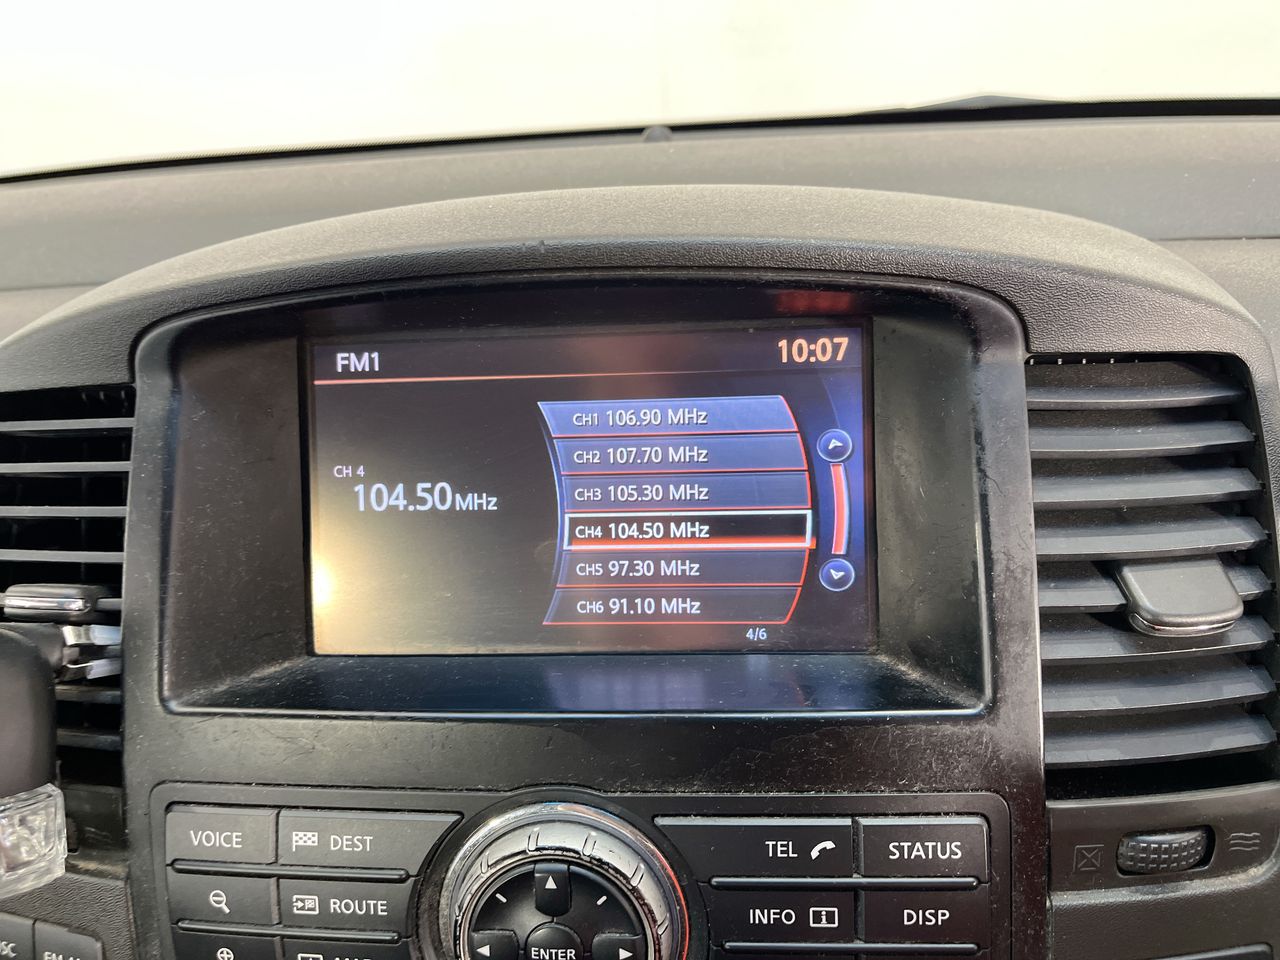 FM1
10:07
CH 4
104.50 MHz
CH1 106.90 MHz
CH2 107.70 MHz
CH3 105.30 MHz
CH4 104.50 MHz
CH5 97.30 MHz
CH6 91.10 MHz
4/6
VOICE
DEST
TEL
STATUS
ROUTE
INFO
DISP
ENTER